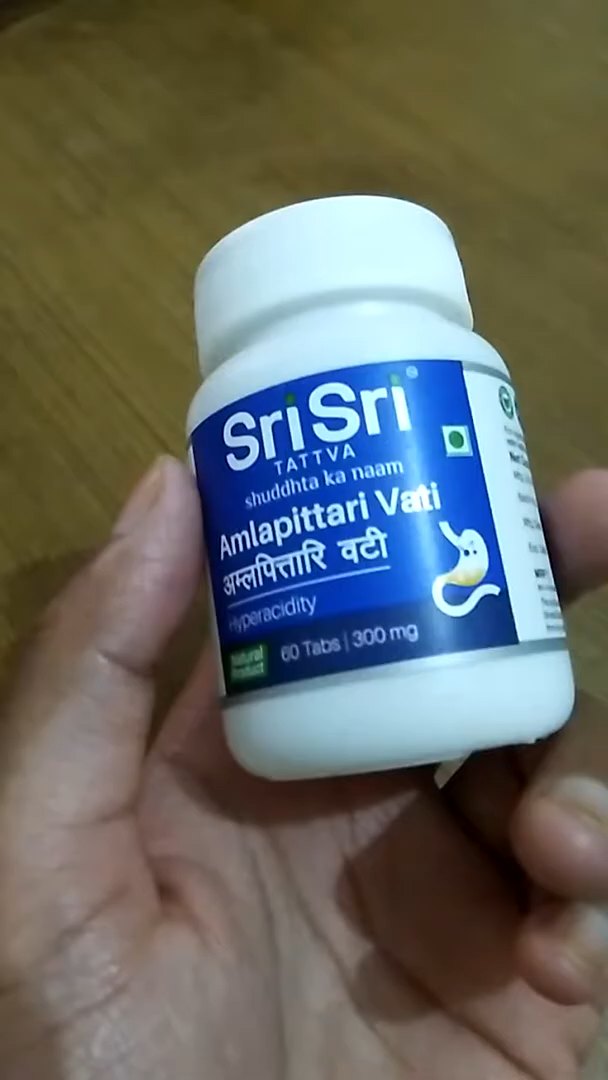 Sri Sri®
TATTVA
shuddhta ka naam
Amlapittari Vati
अम्लपित्तारि वटी
Hyperacidity
Natural
Product
60 Tabs | 300 mg